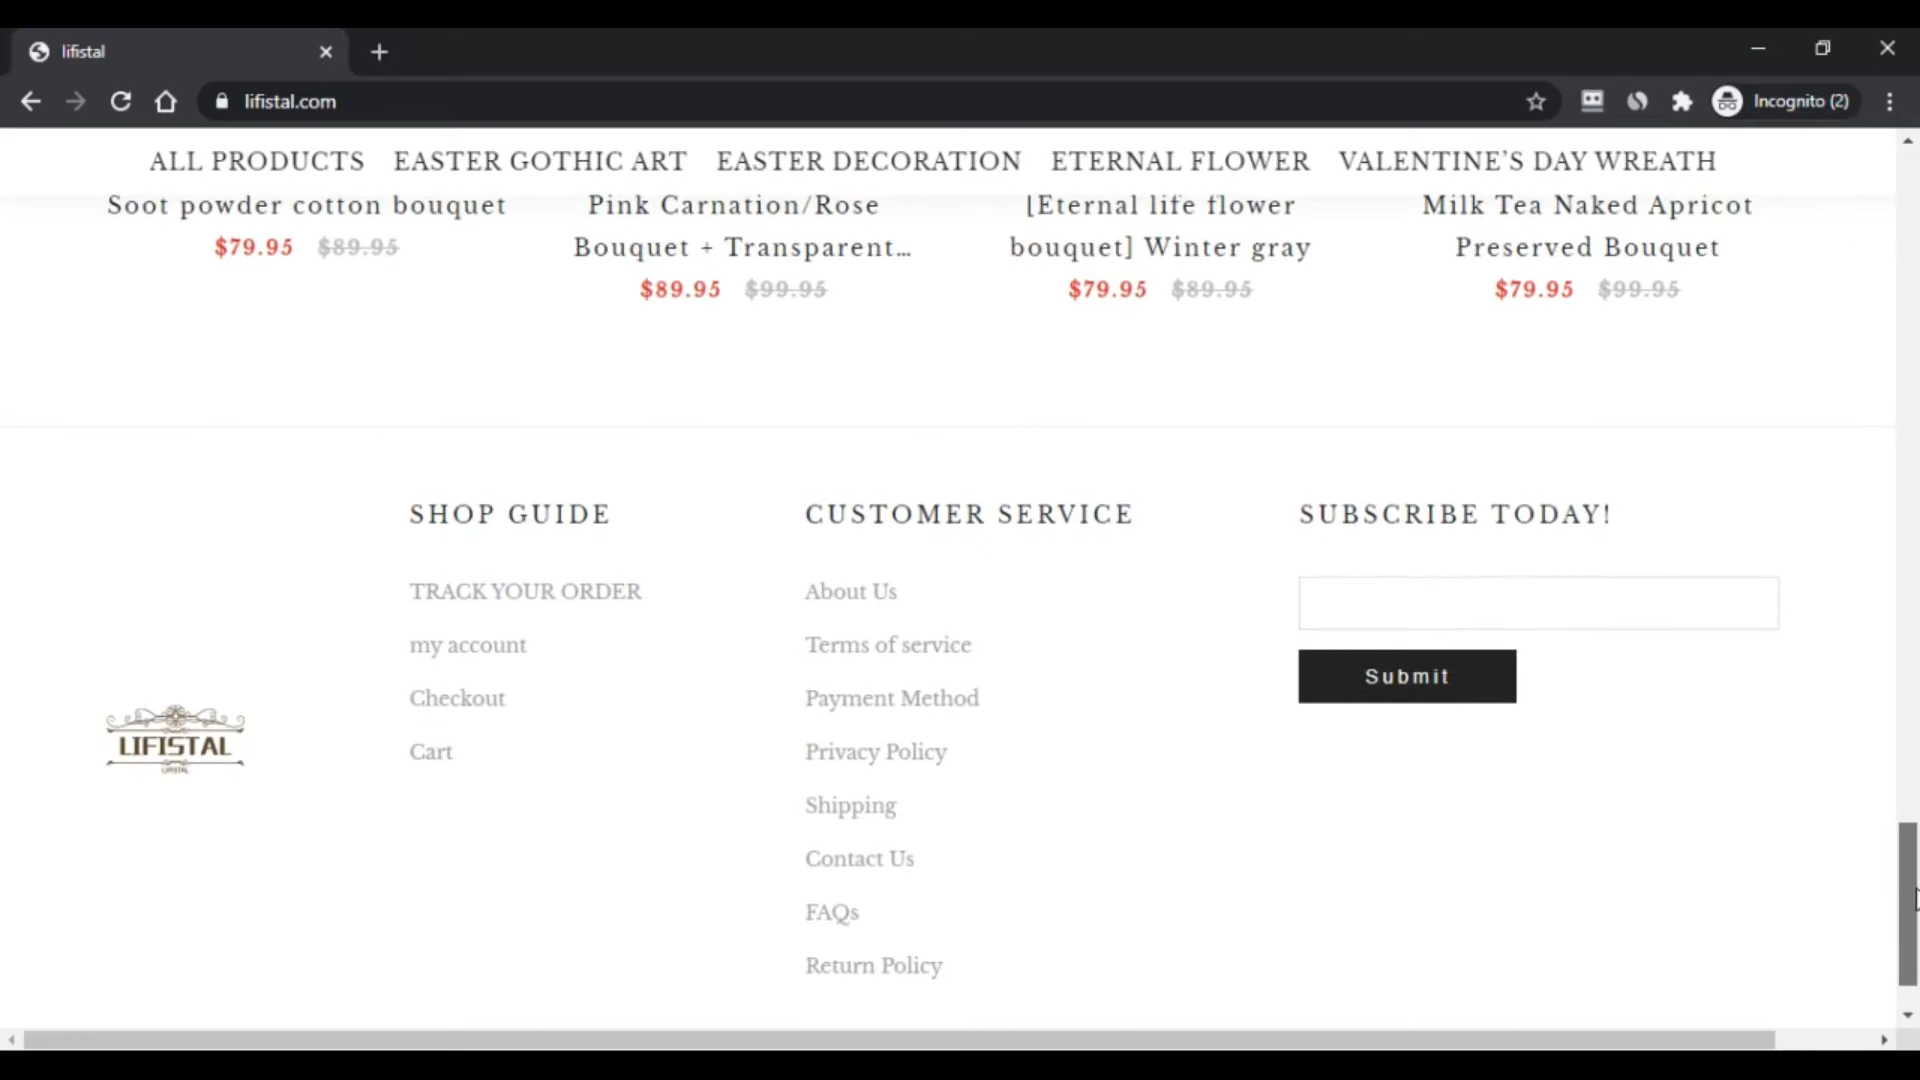 lifistal
lifistal.com
Incognito (2)
ALL PRODUCTS EASTER GOTHIC ART EASTER DECORATION ETERNAL FLOWER VALENTINE’S DAY WREATH
Soot powder cotton bouquet
$79.95 $89.95
Pink Carnation/Rose
Bouquet + Transparent...
$89.95 $99.95
[Eternal life flower
bouquet] Winter gray
$79.95 $89.95
Milk Tea Naked Apricot
Preserved Bouquet
$79.95 $99.95
LIFISTAL
LIFISTAL
SHOP GUIDE
TRACK YOUR ORDER
my account
Checkout
Cart
CUSTOMER SERVICE
About Us
Terms of service
Payment Method
Privacy Policy
Shipping
Contact Us
FAQs
Return Policy
SUBSCRIBE TODAY!
Submit